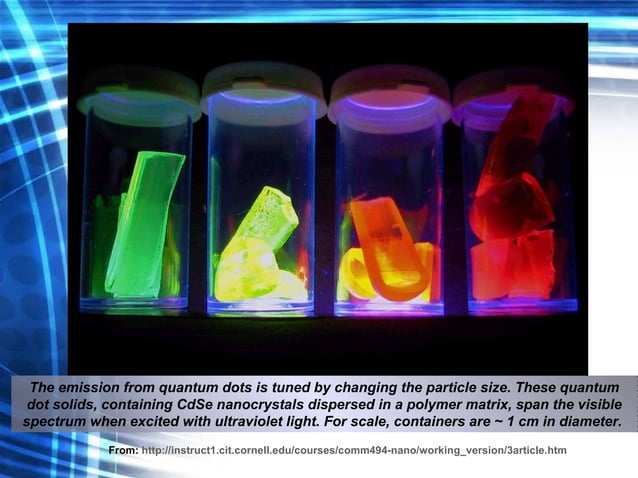 The emission from quantum dots is tuned by changing the particle size. These quantum
dot solids, containing CdSe nanocrystals dispersed in a polymer matrix, span the visible
spectrum when excited with ultraviolet light. For scale, containers are ~ 1 cm in diameter.
From: http://instruct1.cit.cornell.edu/courses/comm494-nano/working_version/3article.htm